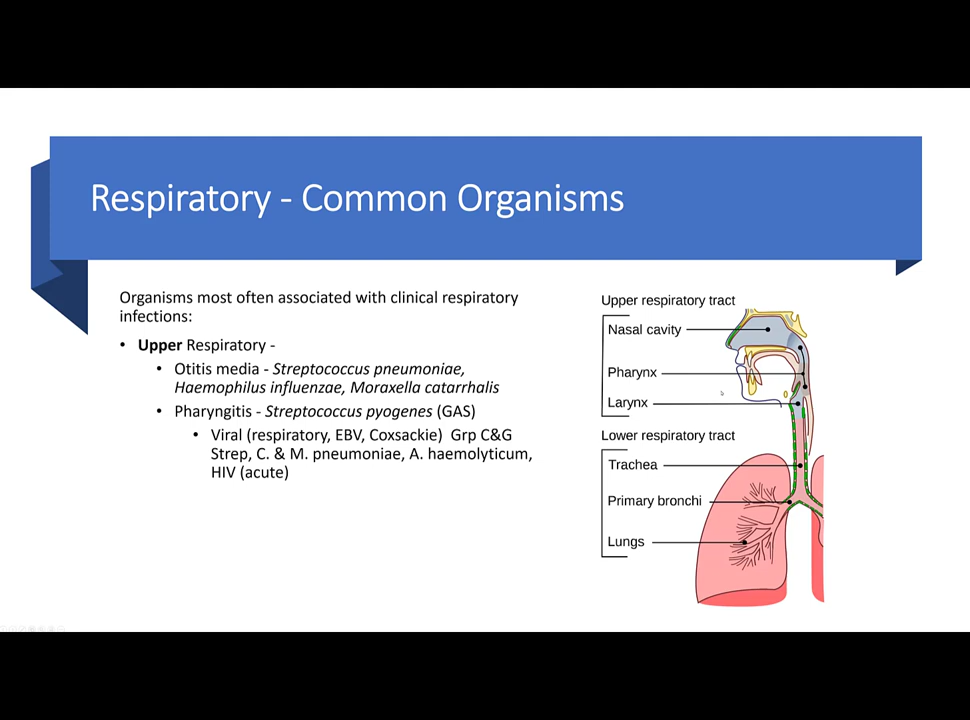 Respiratory - Common Organisms
Organisms most often associated with clinical respiratory
infections:
• Upper Respiratory -
• Otitis media - Streptococcus pneumoniae,
Haemophilus influenzae, Moraxella catarrhalis
• Pharyngitis - Streptococcus pyogenes (GAS)
• Viral (respiratory, EBV, Coxsackie)  Grp C&G
Strep, C. & M. pneumoniae, A. haemolyticum,
HIV (acute)
Upper respiratory tract
Nasal cavity
Pharynx
Larynx
Lower respiratory tract
Trachea
Primary bronchi
Lungs